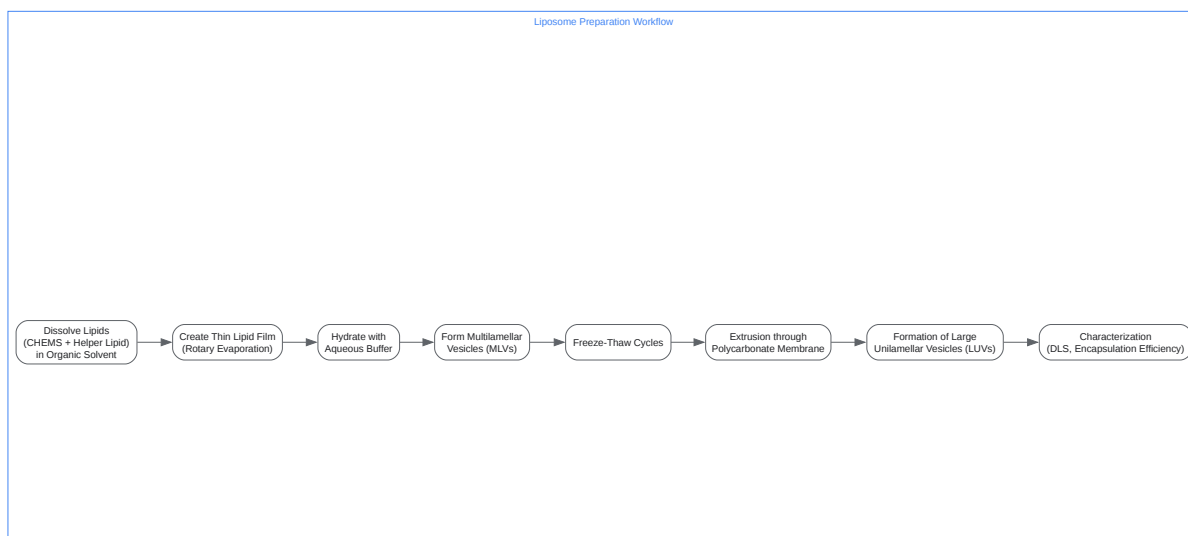 Liposome Preparation Workflow
Dissolve Lipids
(CHEMS + Helper Lipid)
in Organic Solvent
Create Thin Lipid Film
(Rotary Evaporation)
Hydrate with
Aqueous Buffer
Form Multilamellar
Vesicles (MLVs)
Freeze-Thaw Cycles
Extrusion through
Polycarbonate Membrane
Formation of Large
Unilamellar Vesicles (LUVs)
Characterization
(DLS, Encapsulation Efficiency)